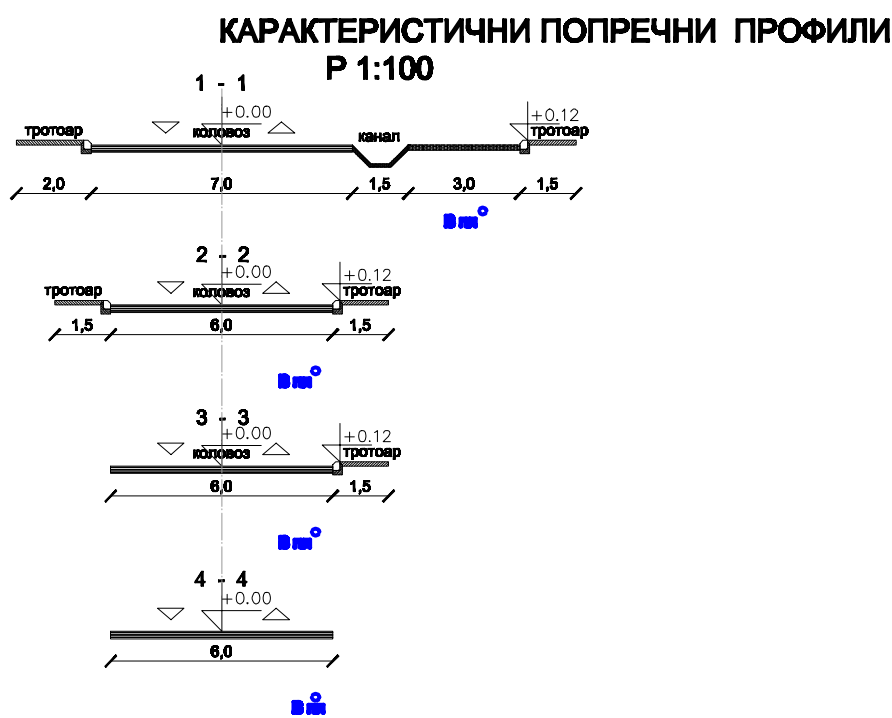 КАРАКТЕРИСТИЧНИ ПОПРЕЧНИ ПРОФИЛИ
Р 1:100
1 - 1
+0.00
+0.12
тротоар коловоз канал тротоар
2,0 7,0 1,5 3,0 1,5
2 - 2
+0.00
+0.12
тротоар коловоз тротоар
1,5 6,0 1,5
3 - 3
+0.00
+0.12
коловоз тротоар
6,0 1,5
4 - 4
+0.00
6,0